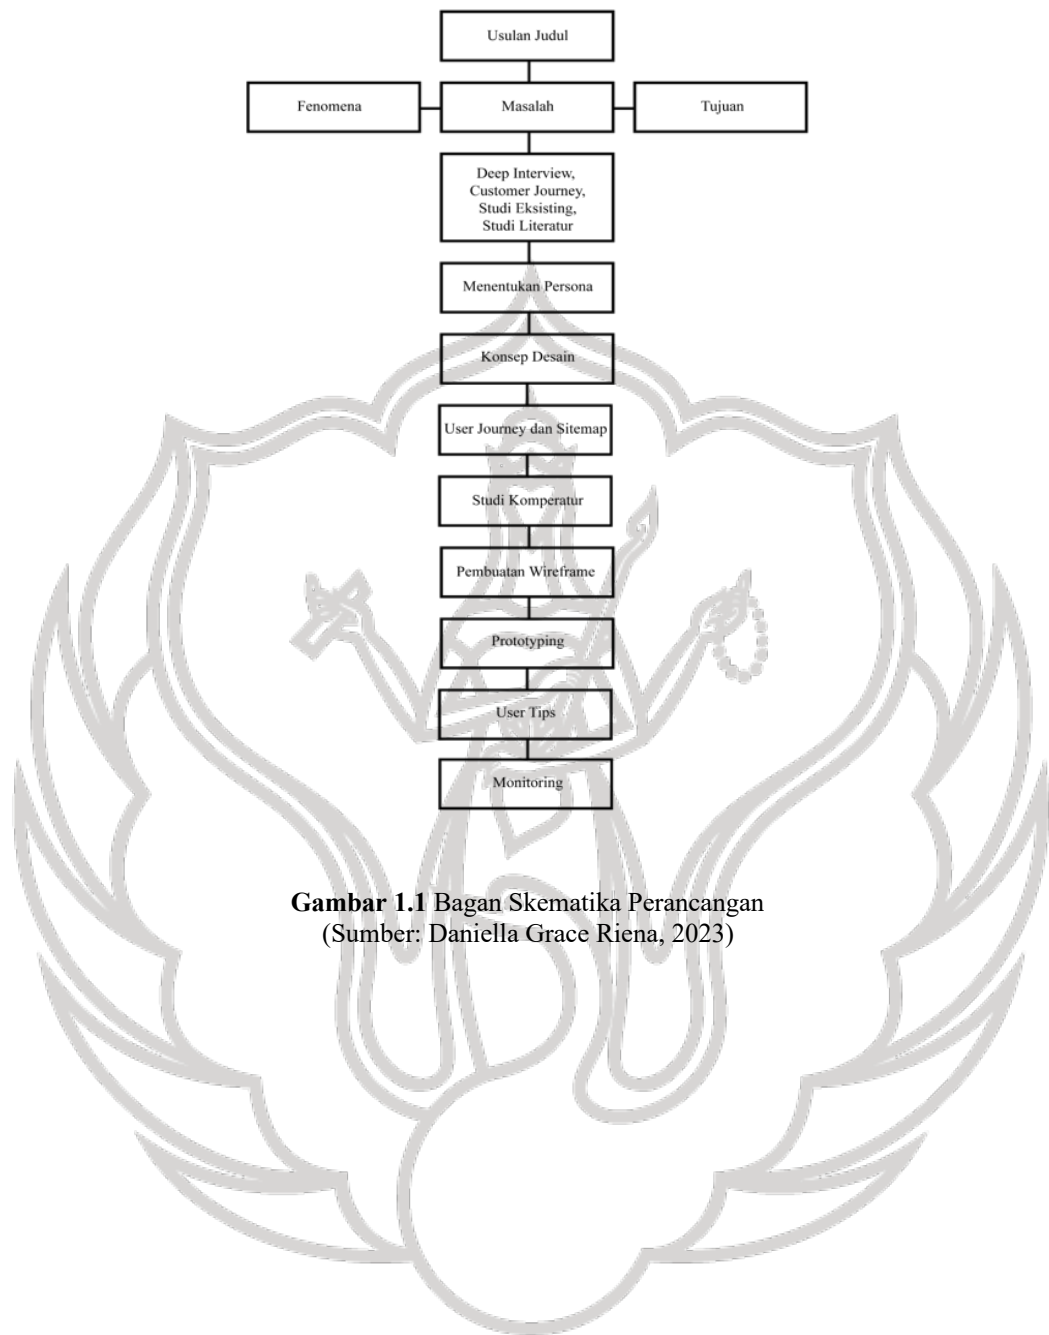 Usulan Judul
Fenomena
Masalah
Tujuan
Deep Interview,
Customer Journey,
Studi Eksisting,
Studi Literatur
Menentukan Persona
Konsep Desain
User Journey dan Sitemap
Studi Komperatur
Pembuatan Wireframe
Prototyping
User Tips
Monitoring
Gambar 1.1 Bagan Skematika Perancangan
(Sumber: Daniella Grace Riena, 2023)